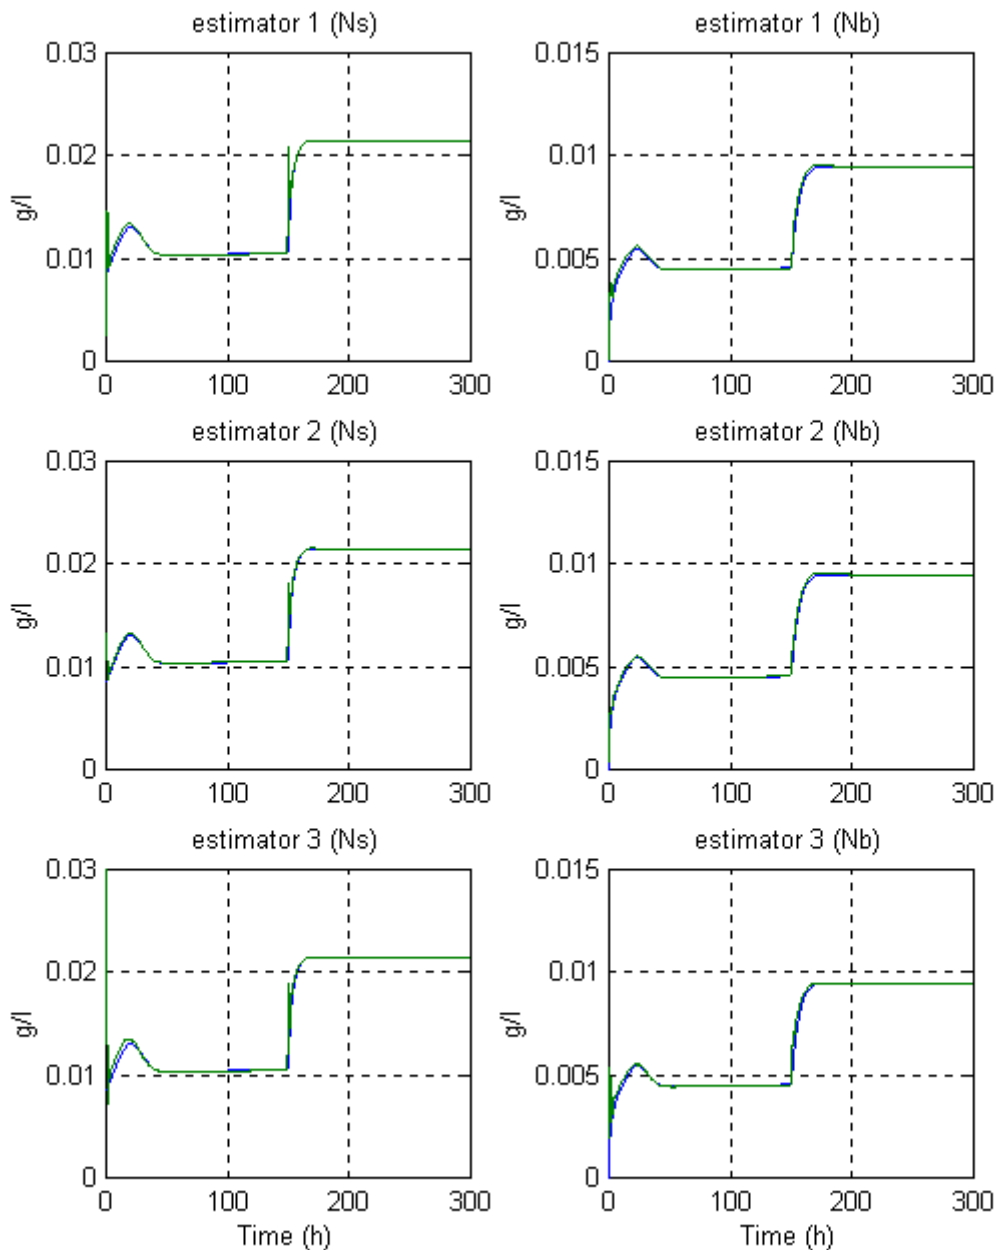 estimator 1 (Ns)
0.03
0.02
0.01
0
g/l
0 100 200 300
estimator 1 (Nb)
0.015
0.01
0.005
0
g/l
0 100 200 300
estimator 2 (Ns)
0.03
0.02
0.01
0
g/l
0 100 200 300
estimator 2 (Nb)
0.015
0.01
0.005
0
g/l
0 100 200 300
estimator 3 (Ns)
0.03
0.02
0.01
0
g/l
0 100 200 300
Time (h)
estimator 3 (Nb)
0.015
0.01
0.005
0
g/l
0 100 200 300
Time (h)